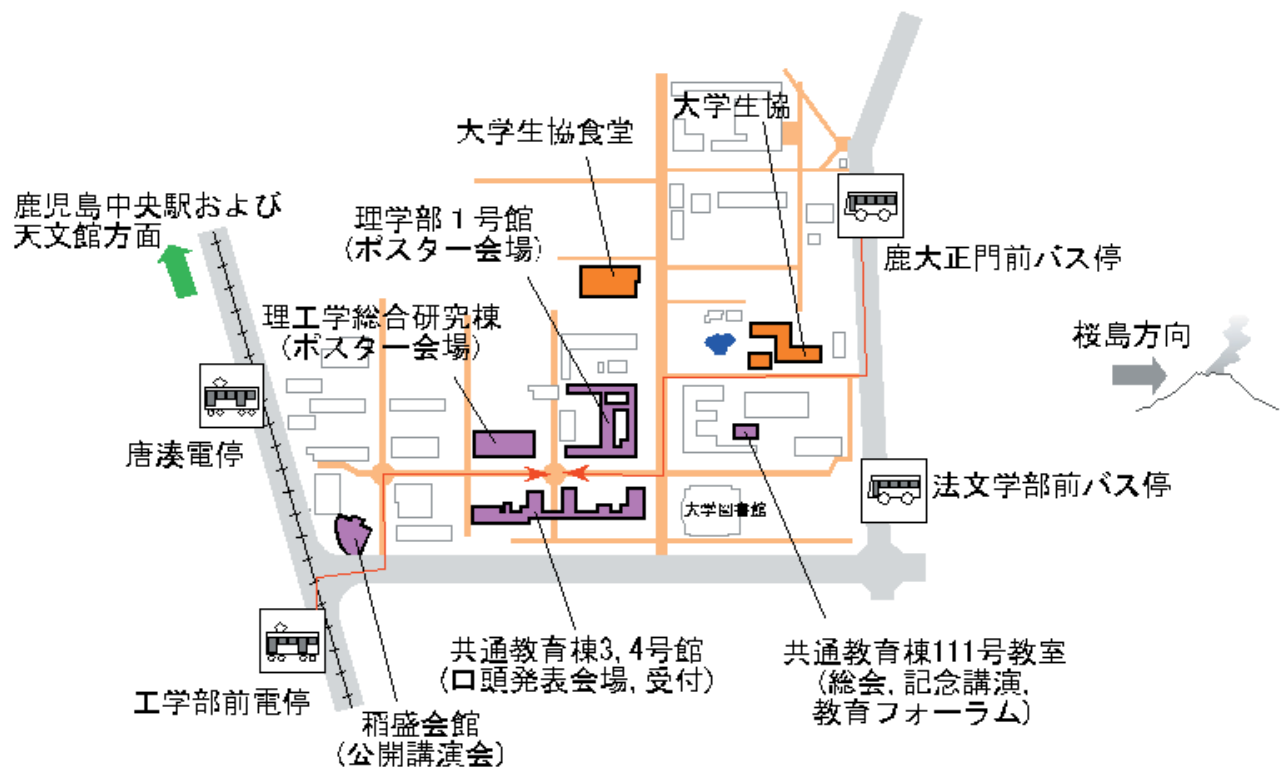 大学生協
大学生協食堂
鹿児島中央駅および
天文館方面
理学部1号館
(ポスター会場)
鹿大正門前バス停
理工学総合研究棟
(ポスター会場)
桜島方向
唐湊電停
法文学部前バス停
大学図書館
共通教育棟3,4号館
(口頭発表会場,受付)
共通教育棟111号教室
(総会,記念講演,
教育フォーラム)
工学部前電停
稲盛会館
(公開講演会)